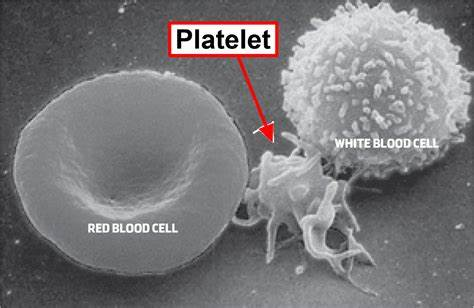 Platelet
WHITE BLOOD CELL
RED BLOOD CELL